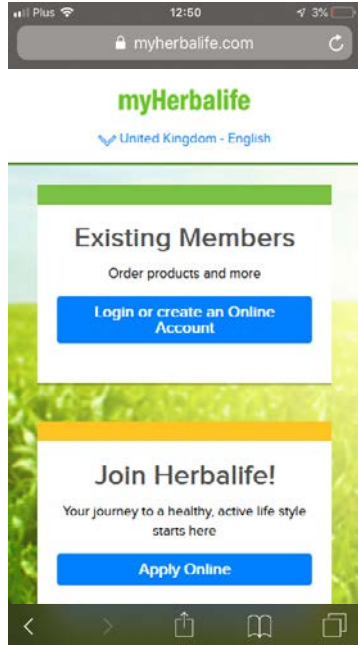 Plus 12:50 3%
myherbalife.com
myHerbalife
United Kingdom - English
Existing Members
Order products and more
Login or create an Online
Account
Join Herbalife!
Your journey to a healthy, active life style
starts here
Apply Online